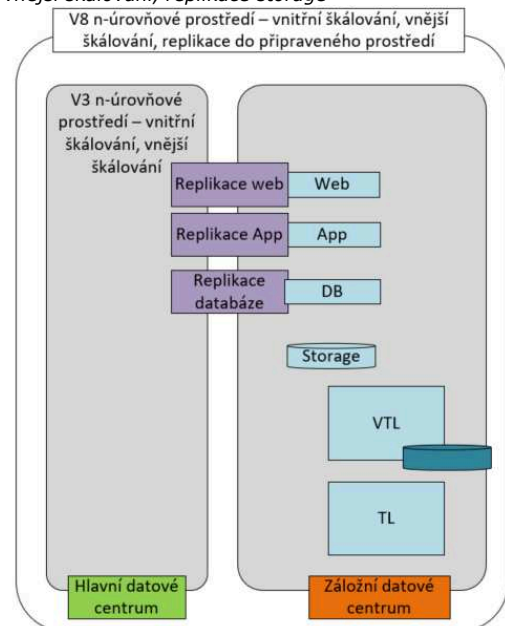 vnější škálování, replikace storage
V8 n-úrovňové prostředí – vnitřní škálování, vnější
škálování, replikace do připraveného prostředí
V3 n-úrovňové
prostředí – vnitřní
škálování, vnější
škálování
Replikace web
Web
Replikace App
App
Replikace
databáze
DB
Storage
VTL
TL
Hlavní datové
centrum
Záložní datové
centrum